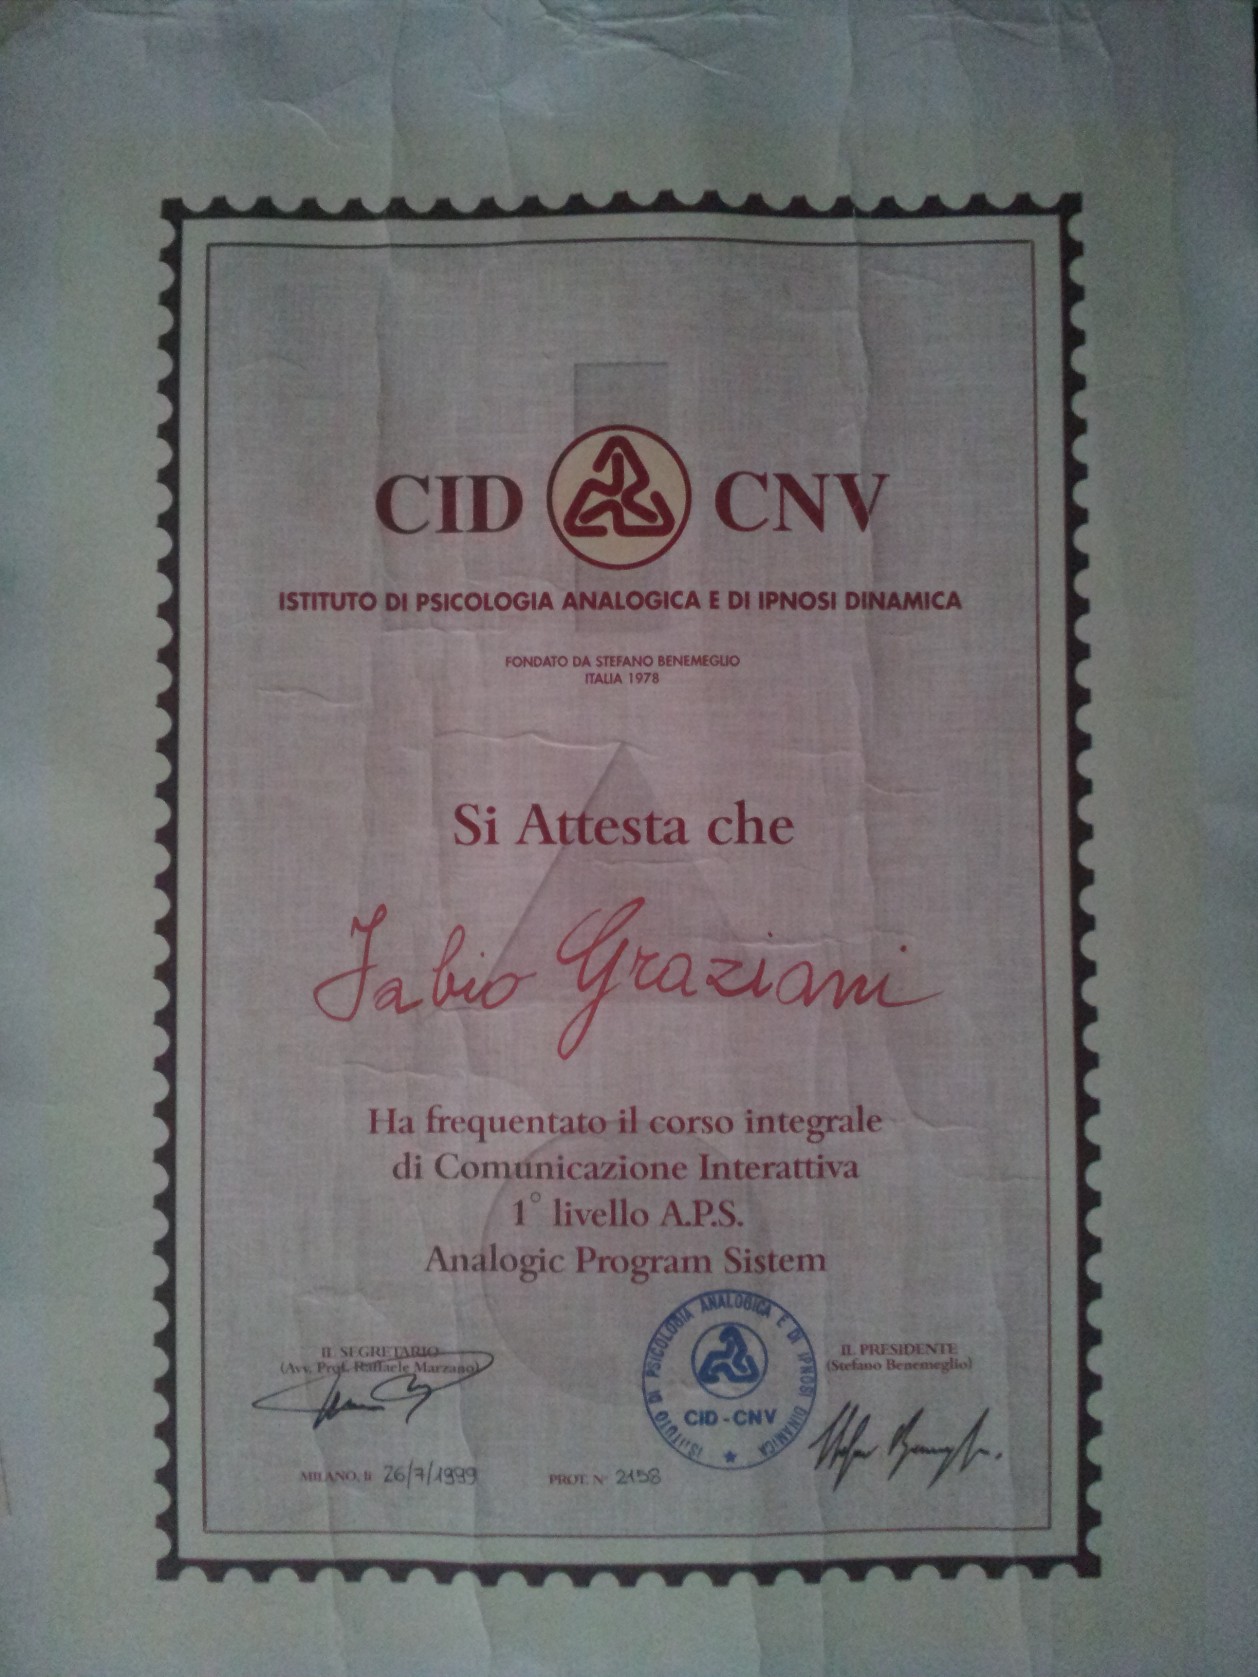 CID CNV
ISTITUTO DI PSICOLOGIA ANALOGICA E DI IPNOSI DINAMICA
FONDATO DA STEFANO BENEMEGLIO
ITALIA 1978
Si Attesta che
Fabio Graziani
Ha frequentato il corso integrale
di Comunicazione Interattiva
1° livello A.P.S.
Analogic Program Sistem
IL SEGRETARIO
(Avv. Prof. Raffaele Marzano)
ISTITUTO DI PSICOLOGIA ANALOGICA E DI IPNOSI DINAMICA
CID - CNV
IL PRESIDENTE
(Stefano Benemeglio)
MILANO, li 26/7/1999
PROT. N° 2158